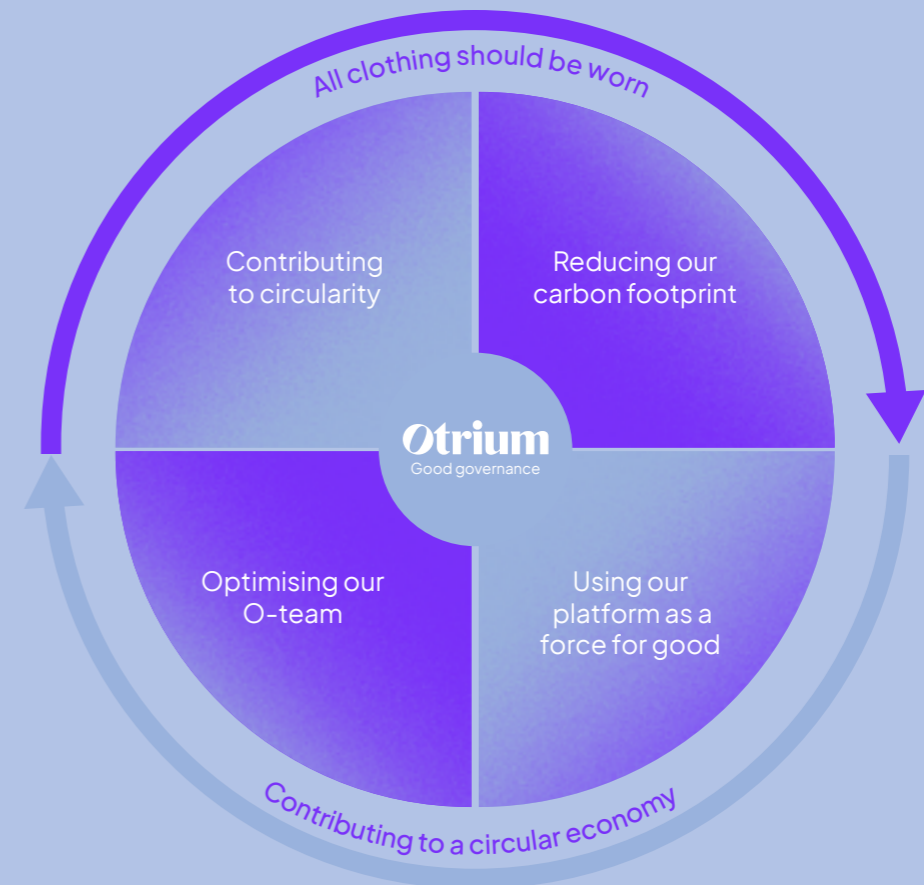 All clothing should be worn
Contributing
to circularity
Reducing our
carbon footprint
Otrium
Good governance
Optimising our
O-team
Using our
platform as a
force for good
Contributing to a circular economy